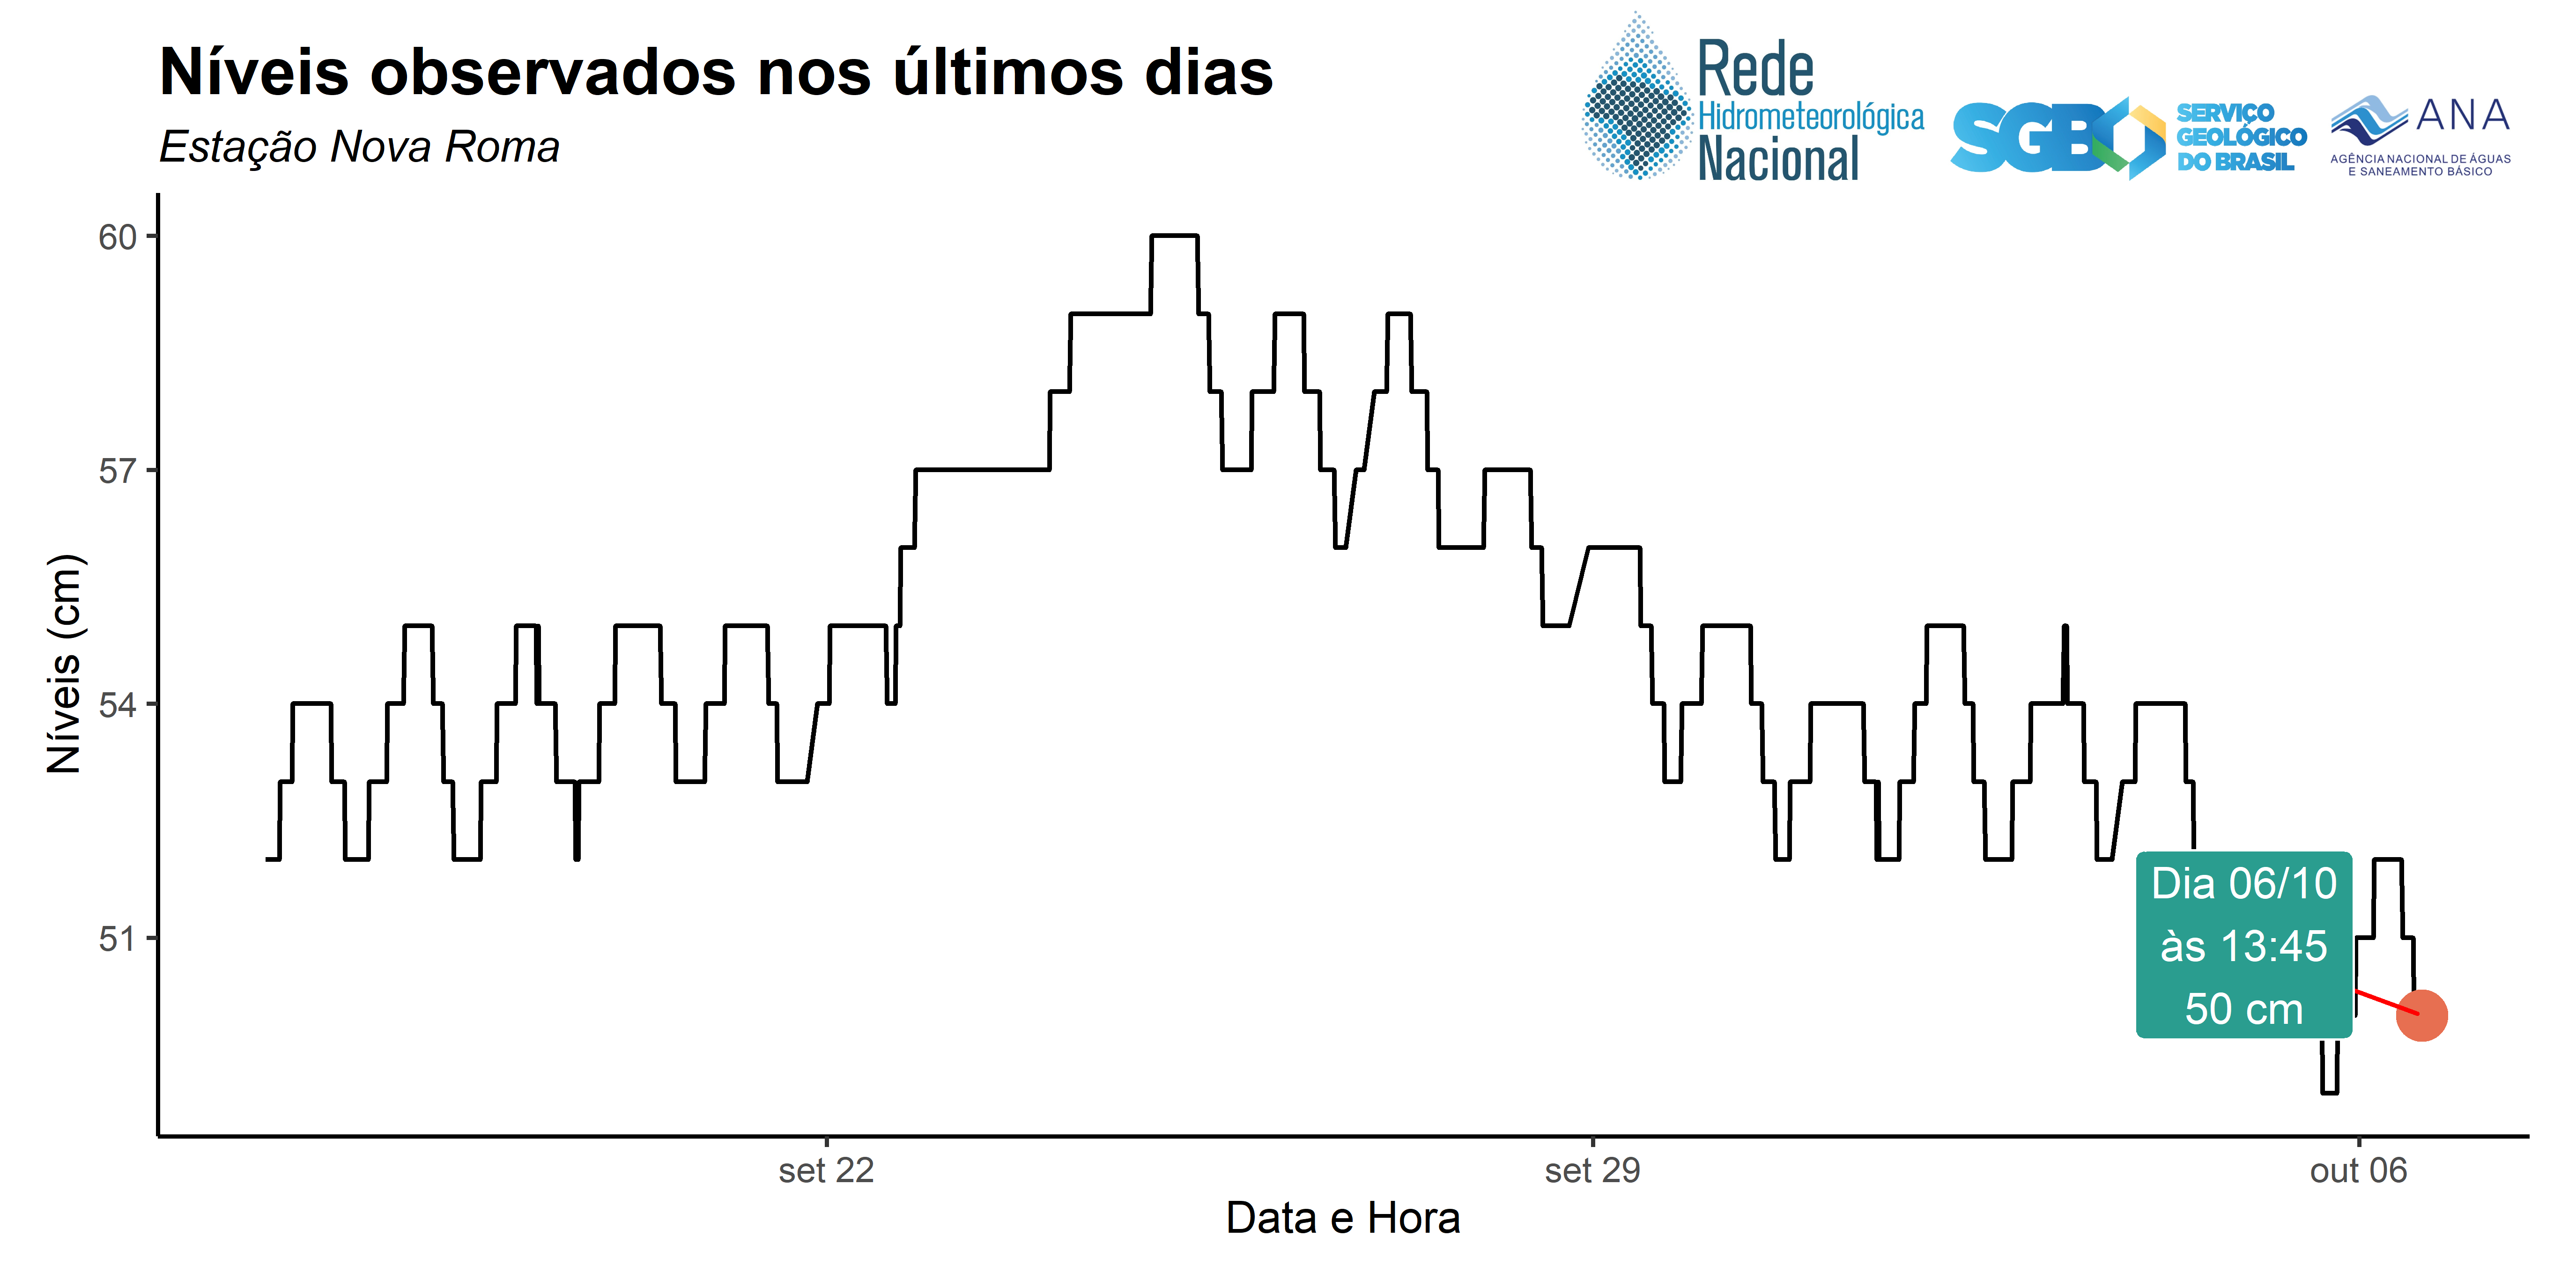 Níveis observados nos últimos dias
Estação Nova Roma
Rede
Hidrometeorológica
Nacional
SGB
SERVIÇO
GEOLÓGICO
DO BRASIL
ANA
AGÊNCIA NACIONAL DE ÁGUAS
E SANEAMENTO BÁSICO
Níveis (cm)
60
57
54
51
Dia 06/10
às 13:45
50 cm
set 22
set 29
out 06
Data e Hora